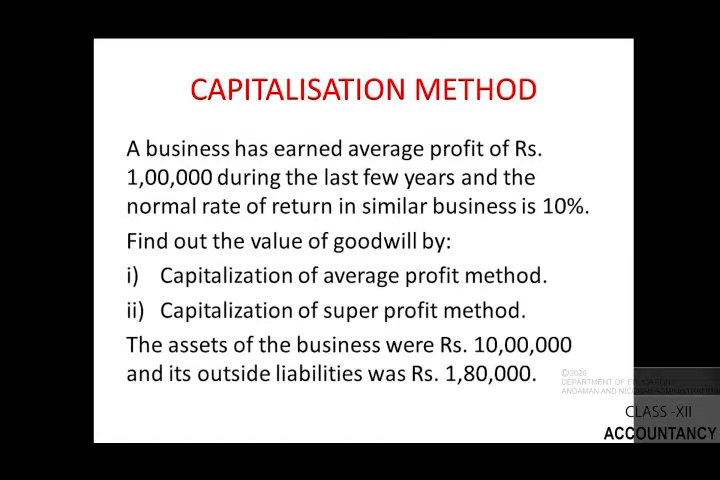 CAPITALISATION METHOD
A business has earned average profit of Rs.
1,00,000 during the last few years and the
normal rate of return in similar business is 10%.
Find out the value of goodwill by:
i) Capitalization of average profit method.
ii) Capitalization of super profit method.
The assets of the business were Rs. 10,00,000
and its outside liabilities was Rs. 1,80,000.
©2020
DEPARTMENT OF EDUCATION
ANDAMAN AND NICOBAR
CLASS -XII
ACCOUNTANCY